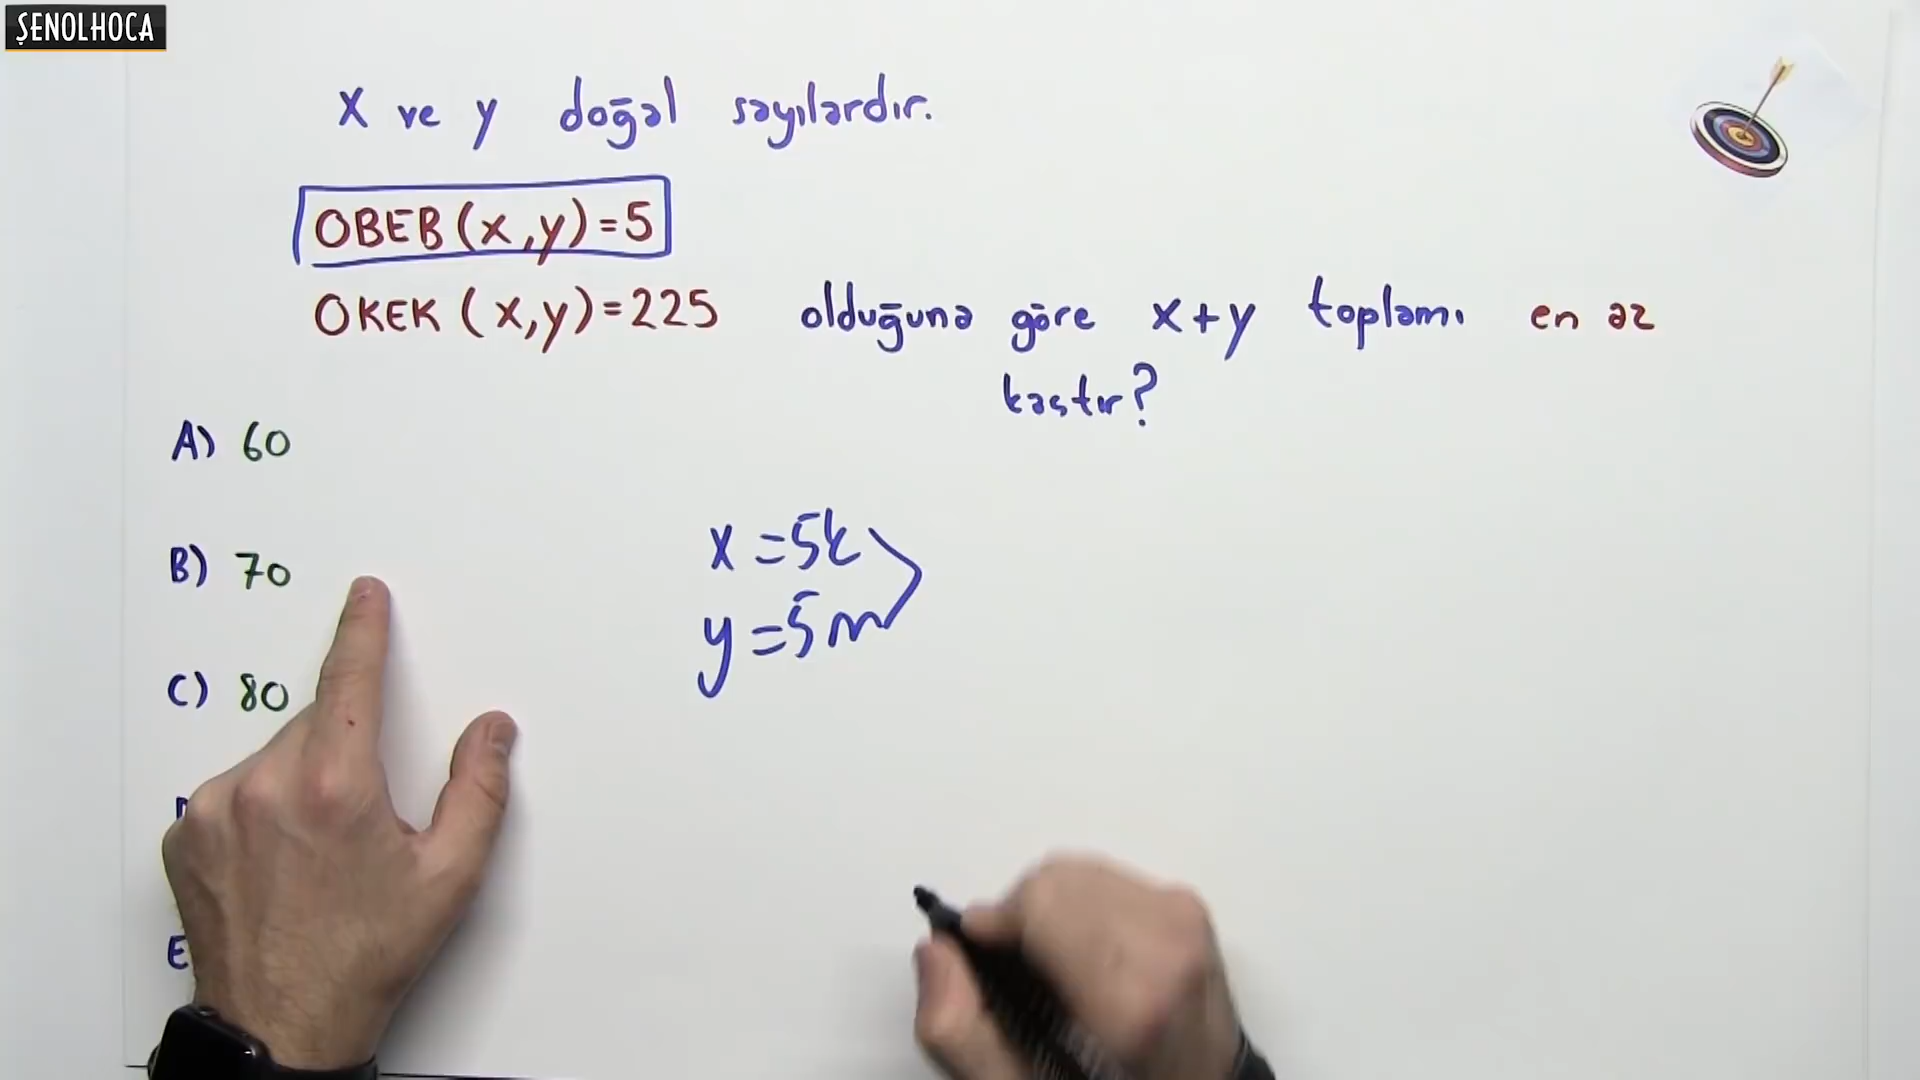 ŞENOLHOCA
x ve y doğal sayılardır.
OBEB(x,y)=5
OKEK(x,y)=225 olduğuna göre x+y toplamı en az
kaçtır?
A) 60
B) 70
C) 80
E
x=5k
y=5m